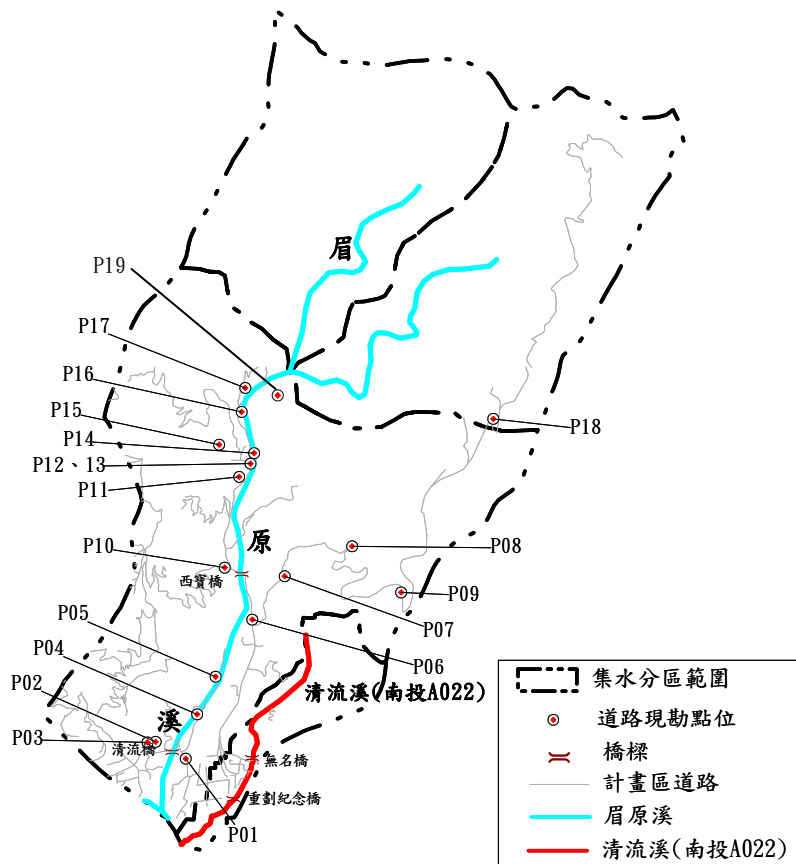 眉
P19
P17
P16
P15
P14
P12、13
P11
P18
原
P10
西寶橋
P08
P09
P07
P05
P06
P04
P02
P03
清流橋
溪
清流溪(南投A022)
無名橋
重劃紀念橋
P01
集水分區範圍
道路現勘點位
橋樑
計畫區道路
眉原溪
清流溪(南投A022)